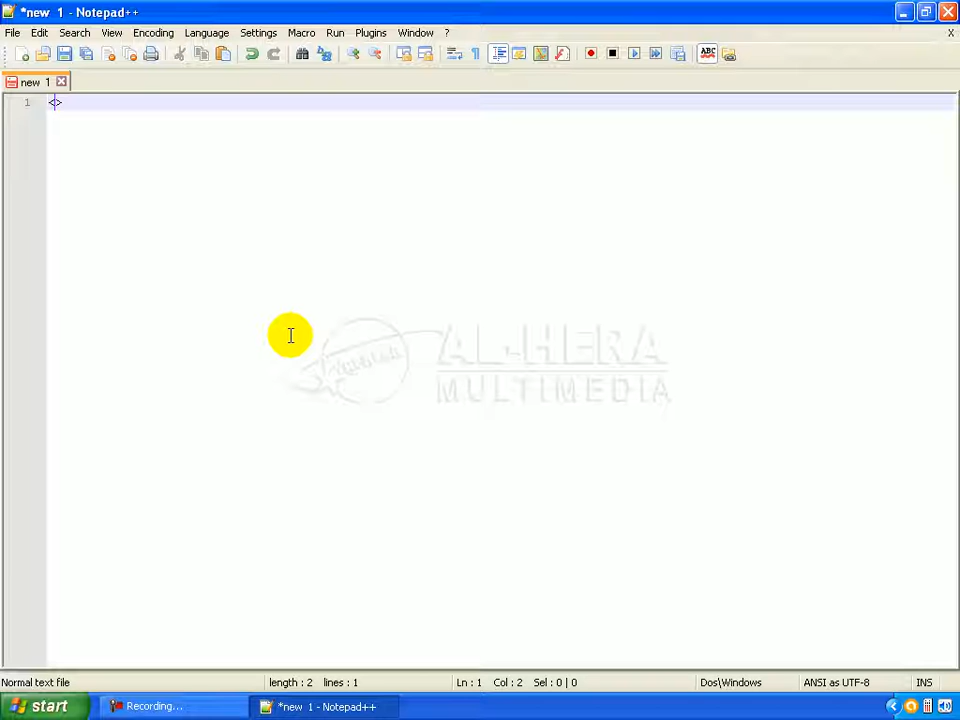 *new 1 - Notepad++
File Edit Search View Encoding Language Settings Macro Run Plugins Window ? X
ABC
new 1
1 <>
AL-HERA
MULTIMEDIA
Normal text file length : 2 lines : 1 Ln : 1 Col : 2 Sel : 0 | 0 Dos\Windows ANSI as UTF-8 INS
start Recording... *new 1 - Notepad++